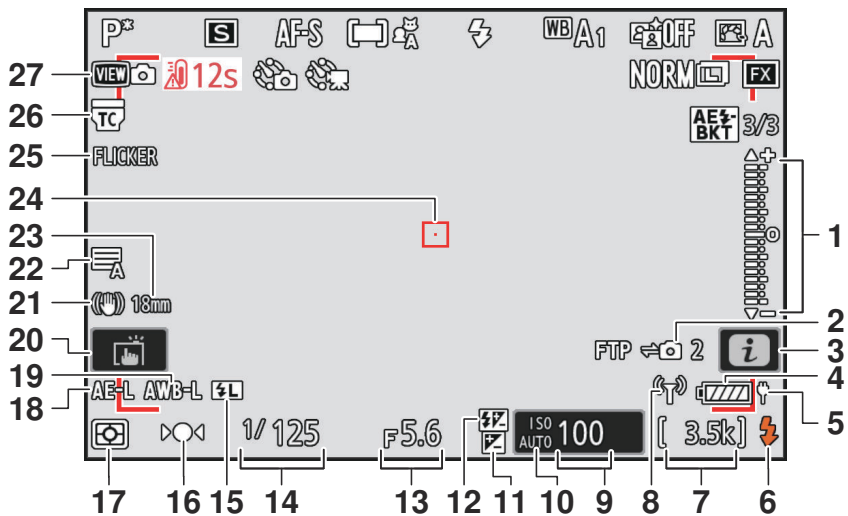 P* S AF-S A WB A1 OFF A
27 VIEW 12s NORM L FX
26 TC AE-BKT 3/3
25 FLICKER
24
1
23
22 A
21 18mm
20
FTP 2 i
2
3
19
18 AE-L AWB-L L
4
5
1/125 F5.6 ISO AUTO 100 [3.5k]
17 16 15 14 13 12 11 10 9 8 7 6